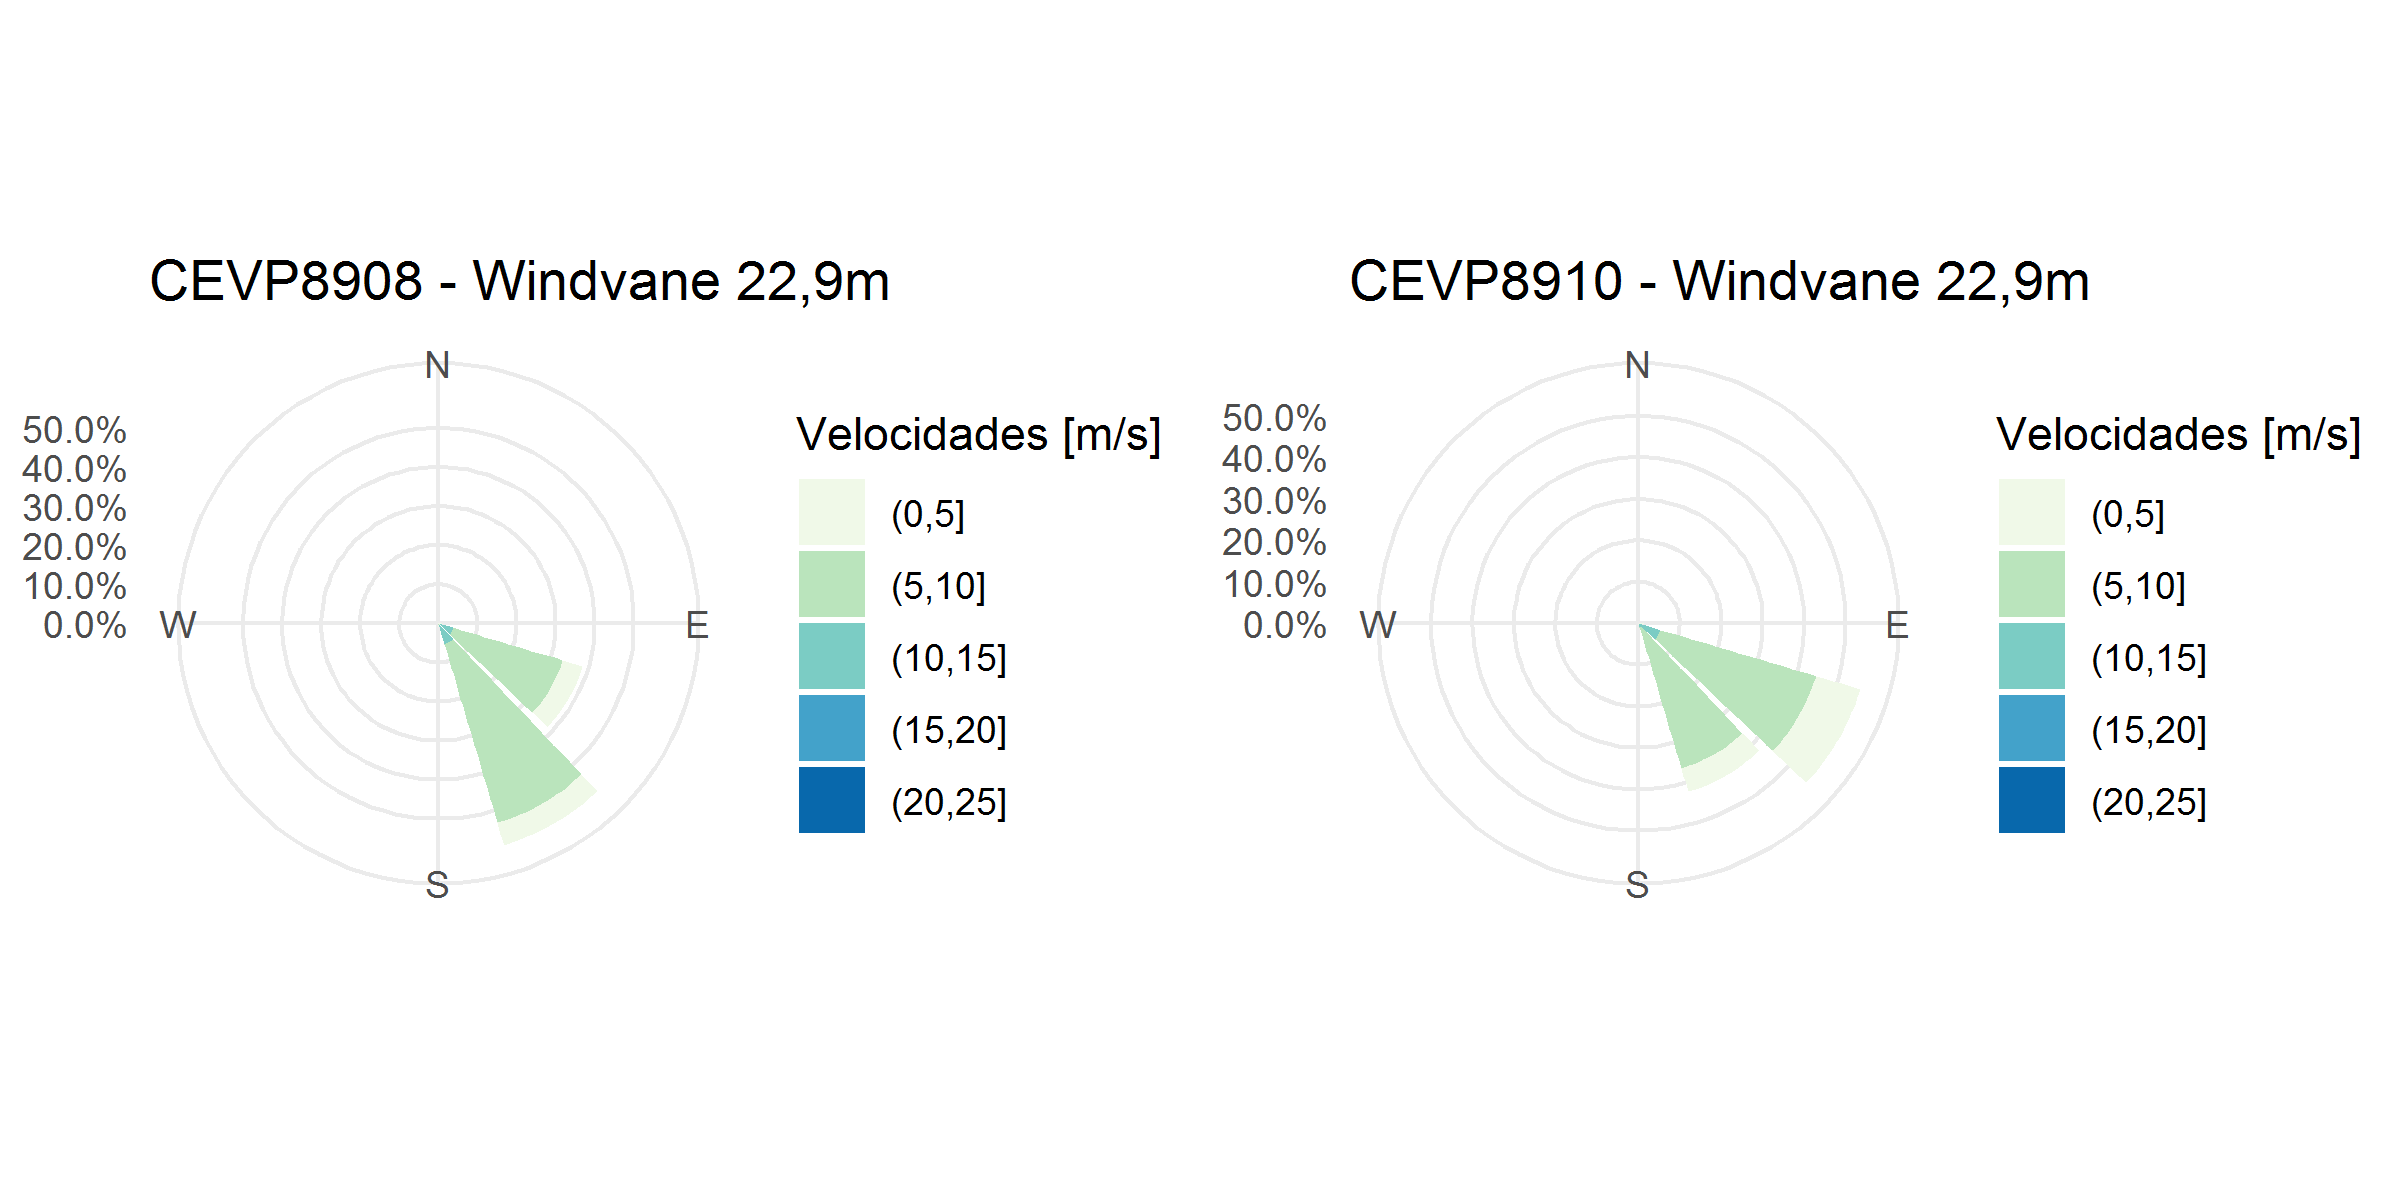 CEVP8908 - Windvane 22,9m
N
50.0%
40.0%
30.0%
20.0%
10.0%
0.0%
W
E
S
Velocidades [m/s]
(0,5]
(5,10]
(10,15]
(15,20]
(20,25]
CEVP8910 - Windvane 22,9m
N
50.0%
40.0%
30.0%
20.0%
10.0%
0.0%
W
E
S
Velocidades [m/s]
(0,5]
(5,10]
(10,15]
(15,20]
(20,25]